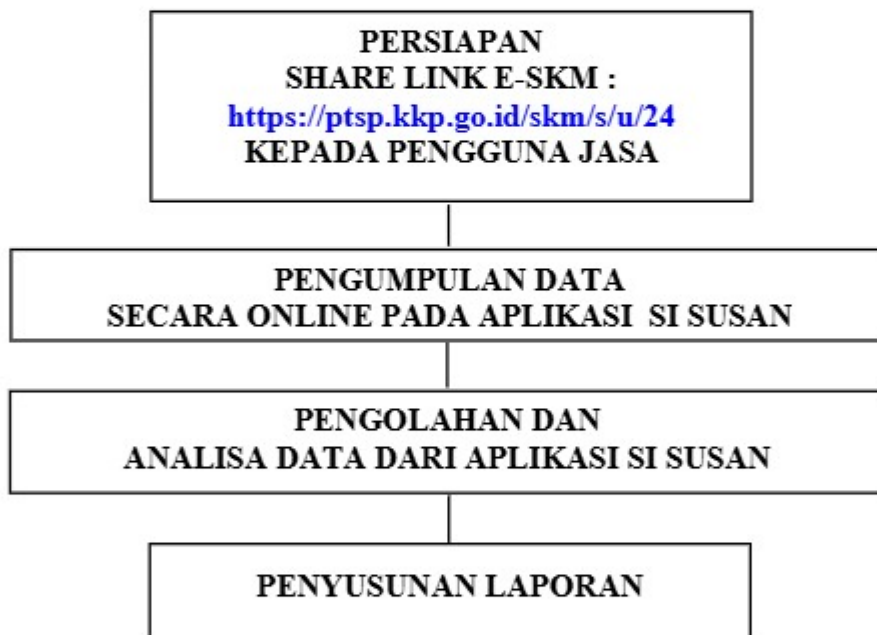 PERSIAPAN
SHARE LINK E-SKM :
https://ptsp.kkp.go.id/skm/s/u/24
KEPADA PENGGUNA JASA
PENGUMPULAN DATA
SECARA ONLINE PADA APLIKASI SI SUSAN
PENGOLAHAN DAN
ANALISA DATA DARI APLIKASI SI SUSAN
PENYUSUNAN LAPORAN